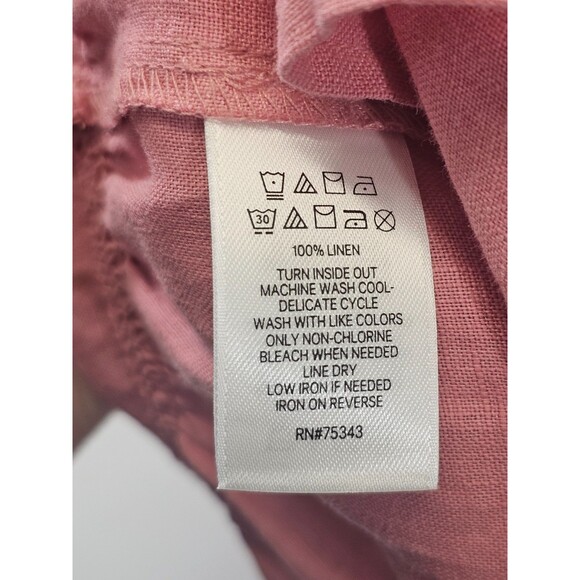 30
100% LINEN
TURN INSIDE OUT
MACHINE WASH COOL-
DELICATE CYCLE
WASH WITH LIKE COLORS
ONLY NON-CHLORINE
BLEACH WHEN NEEDED
LINE DRY
LOW IRON IF NEEDED
IRON ON REVERSE
RN#75343